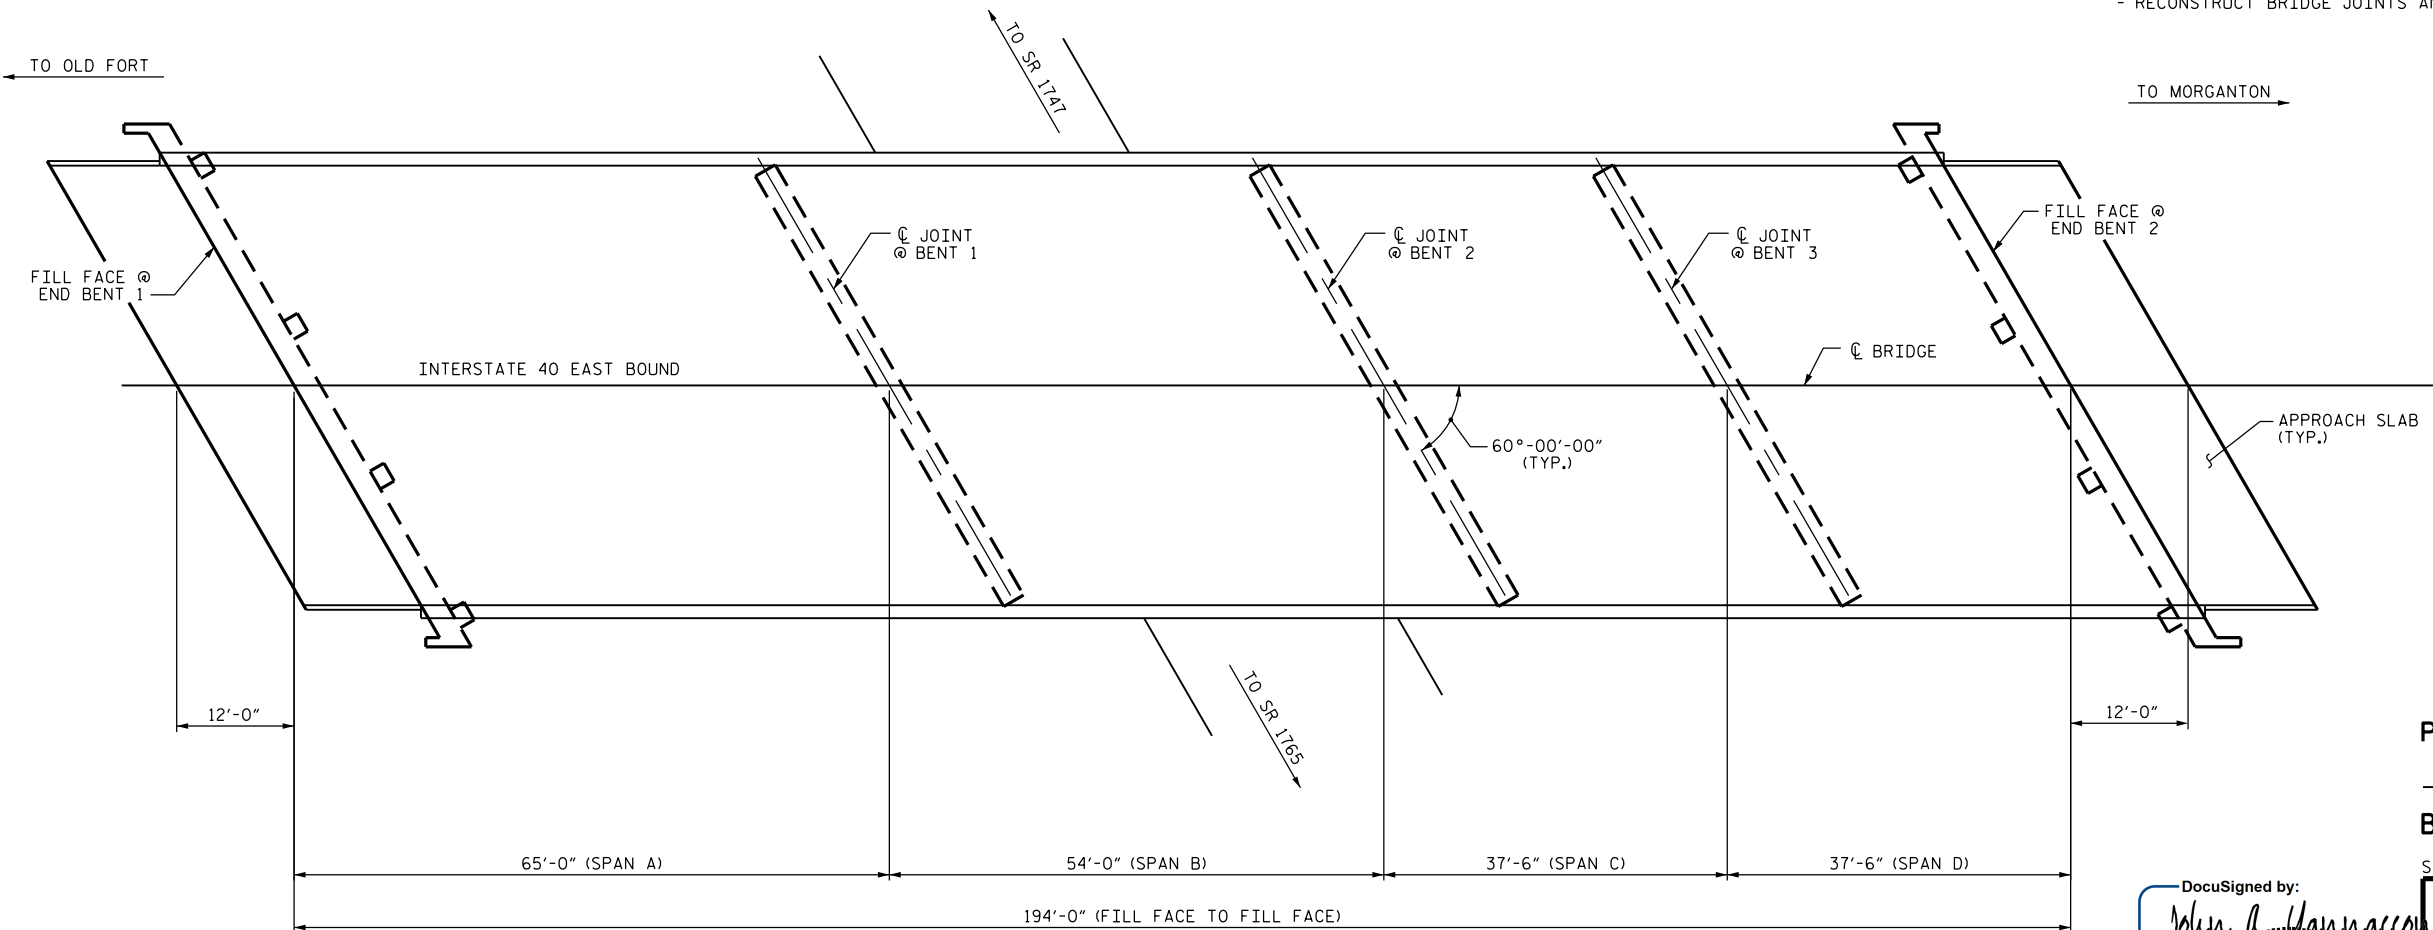 - RECONSTRUCT BRIDGE JOINTS
TO OLD FORT
TO SR 1747
TO MORGANTON
FILL FACE @
END BENT 1
℄ JOINT
@ BENT 1
℄ JOINT
@ BENT 2
℄ JOINT
@ BENT 3
FILL FACE @
END BENT 2
INTERSTATE 40 EAST BOUND
℄ BRIDGE
60°-00'-00"
(TYP.)
APPROACH SLAB
(TYP.)
12'-0"
TO SR 1765
12'-0"
65'-0" (SPAN A)
54'-0" (SPAN B)
37'-6" (SPAN C)
37'-6" (SPAN D)
194'-0" (FILL FACE TO FILL FACE)
DocuSigned by: